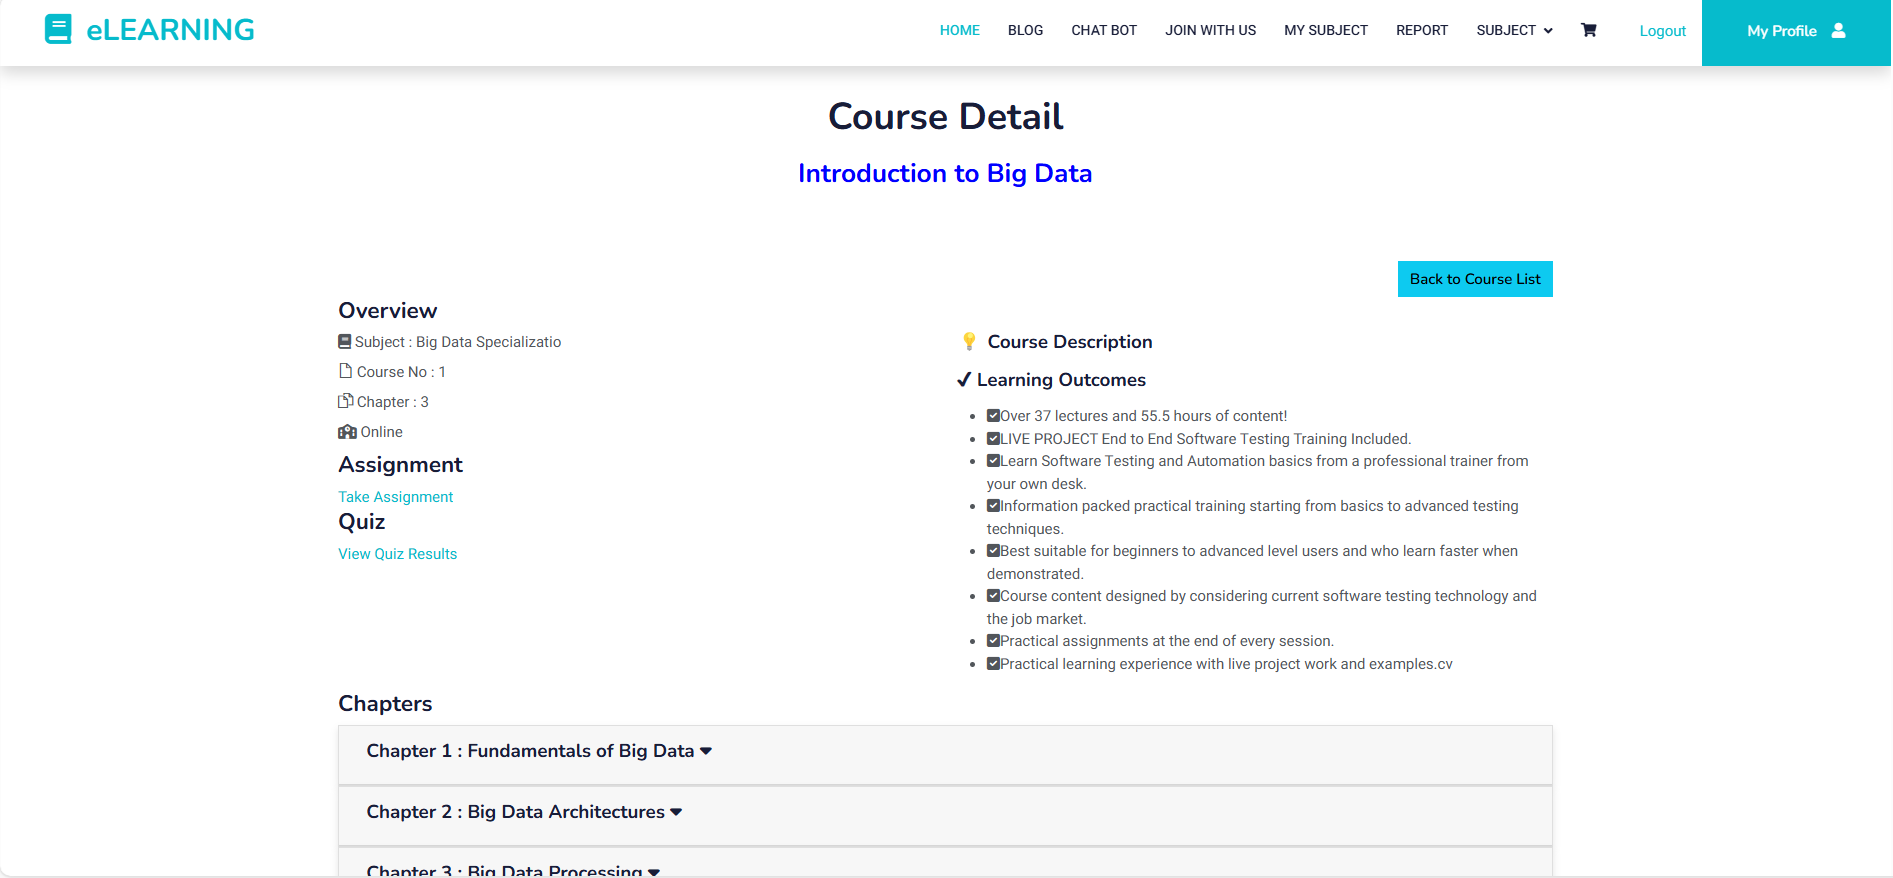 eLEARNING
HOME BLOG CHAT BOT JOIN WITH US MY SUBJECT REPORT SUBJECT Logout My Profile
Course Detail
Introduction to Big Data
Back to Course List
Overview
Subject : Big Data Specializatio
Course No : 1
Chapter : 3
Online
Assignment
Take Assignment
Quiz
View Quiz Results
Course Description
Learning Outcomes
Over 37 lectures and 55.5 hours of content!
LIVE PROJECT End to End Software Testing Training Included.
Learn Software Testing and Automation basics from a professional trainer from
your own desk.
Information packed practical training starting from basics to advanced testing
techniques.
Best suitable for beginners to advanced level users and who learn faster when
demonstrated.
Course content designed by considering current software testing technology and
the job market.
Practical assignments at the end of every session.
Practical learning experience with live project work and examples.cv
Chapters
Chapter 1 : Fundamentals of Big Data
Chapter 2 : Big Data Architectures
Chapter 3 : Big Data Processing